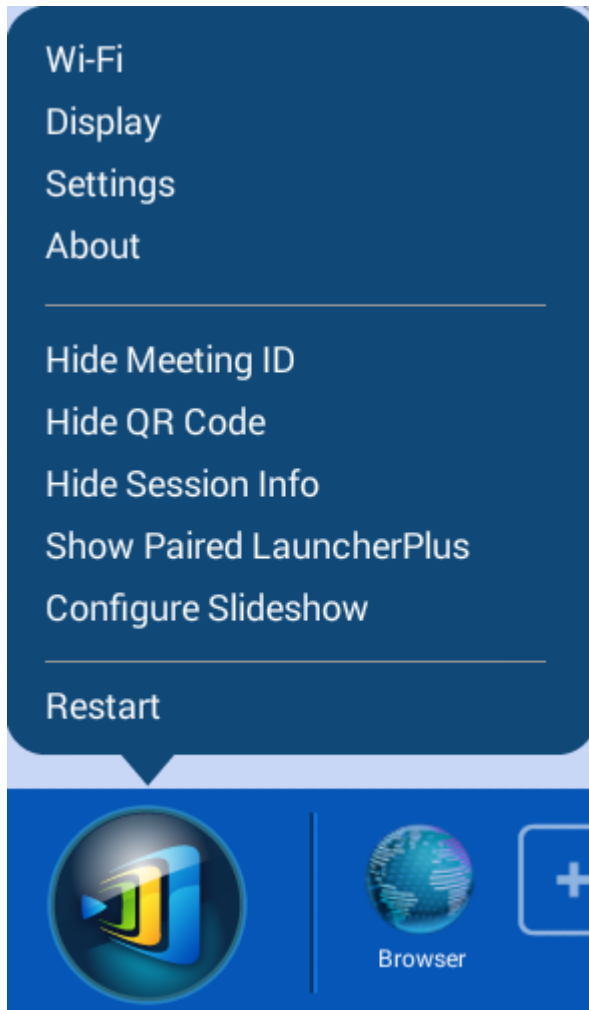 Wi-Fi
Display
Settings
About
Hide Meeting ID
Hide QR Code
Hide Session Info
Show Paired LauncherPlus
Configure Slideshow
Restart
Browser
+